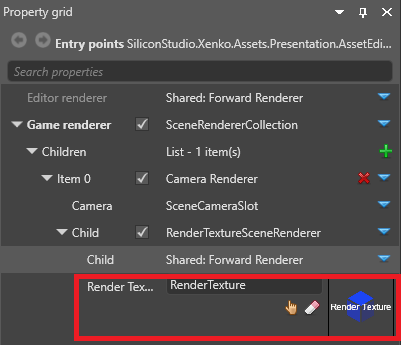 Property grid
Entry points SiliconStudio.Xenko.Assets.Presentation.AssetEdi...
Search properties
Editor renderer Shared: Forward Renderer
Game renderer SceneRendererCollection
Children List - 1 item(s)
Item 0 Camera Renderer
Camera SceneCameraSlot
Child RenderTextureSceneRenderer
Child Shared: Forward Renderer
Render Tex... RenderTexture
Render Texture